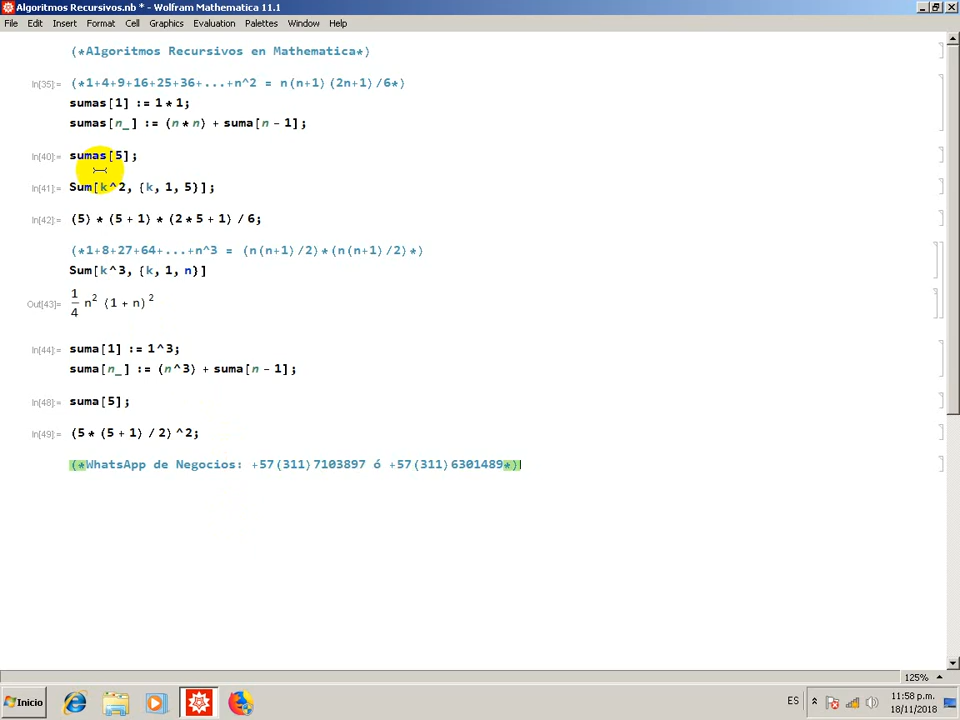 Algoritmos Recursivos.nb * - Wolfram Mathematica 11.1
File Edit Insert Format Cell Graphics Evaluation Palettes Window Help
(*Algoritmos Recursivos en Mathematica*)
In[35]:= (*1+4+9+16+25+36+...+n^2 = n(n+1)(2n+1)/6*)
sumas[1] := 1*1;
sumas[n_] := (n*n) + suma[n - 1];
In[40]:= sumas[5];
In[41]:= Sum[k^2, {k, 1, 5}];
In[42]:= (5) * (5 + 1) * (2*5 + 1) / 6;
(*1+8+27+64+...+n^3 = (n(n+1)/2)*(n(n+1)/2)*)
Sum[k^3, {k, 1, n}]
Out[43]= 1/4 n^2 (1 + n)^2
In[44]:= suma[1] := 1^3;
suma[n_] := (n^3) + suma[n - 1];
In[48]:= suma[5];
In[49]:= (5* (5 + 1) / 2)^2;
(*WhatsApp de Negocios: +57(311)7103897 ó +57(311)6301489*)
125%
Inicio ES 11:58 p.m.
18/11/2018